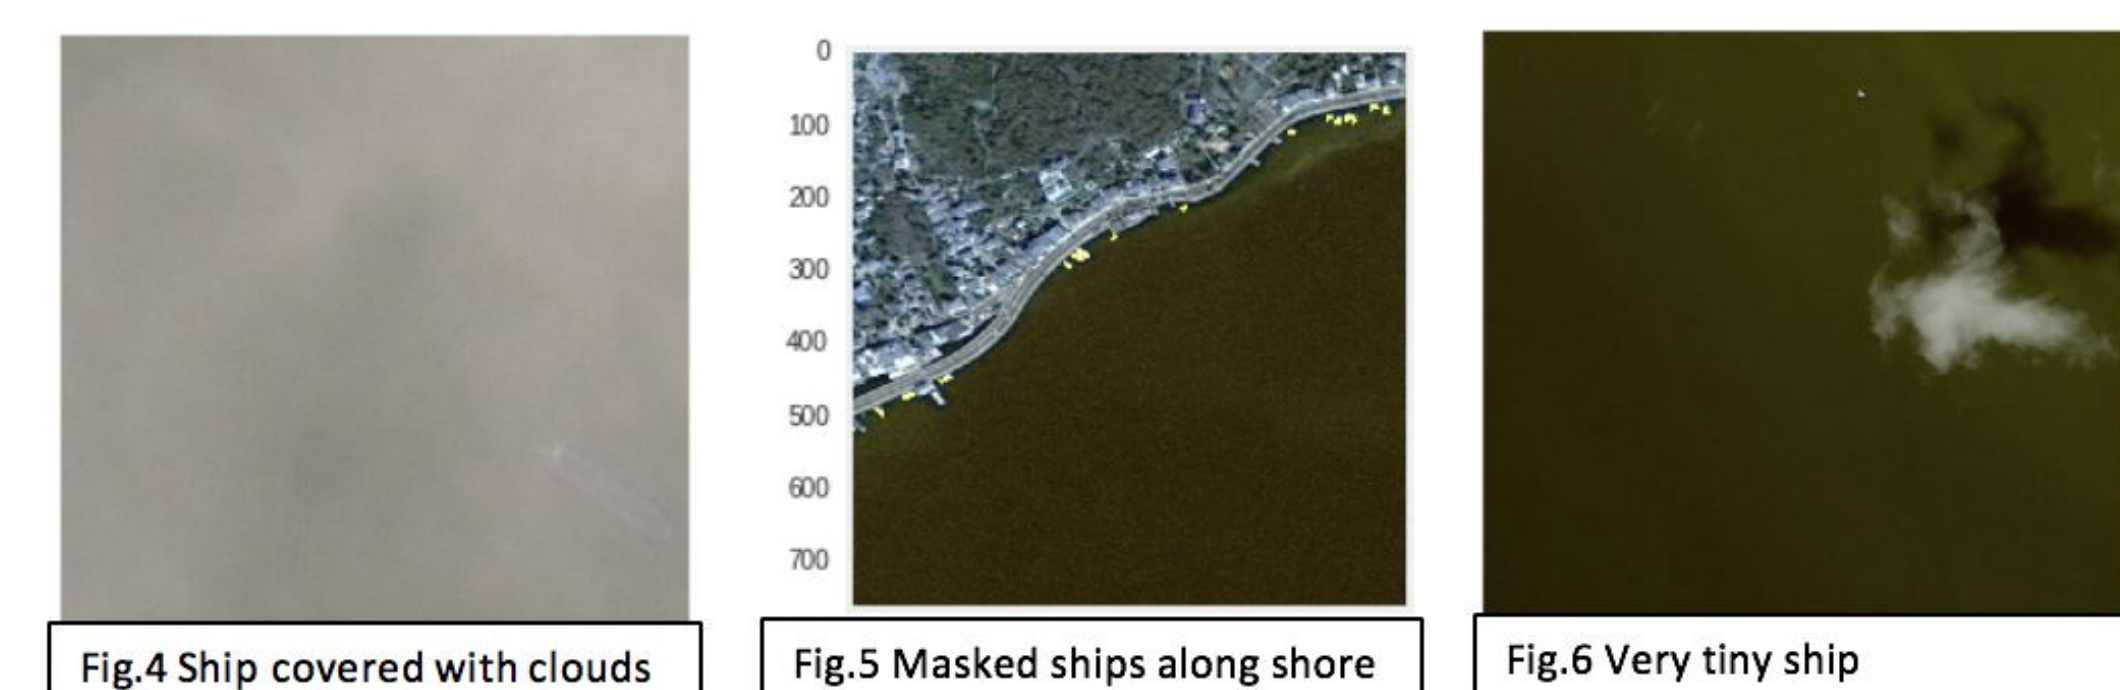 0
100
200
300
400
500
600
700
Fig.4 Ship covered with clouds
Fig.5 Masked ships along shore
Fig.6 Very tiny ship